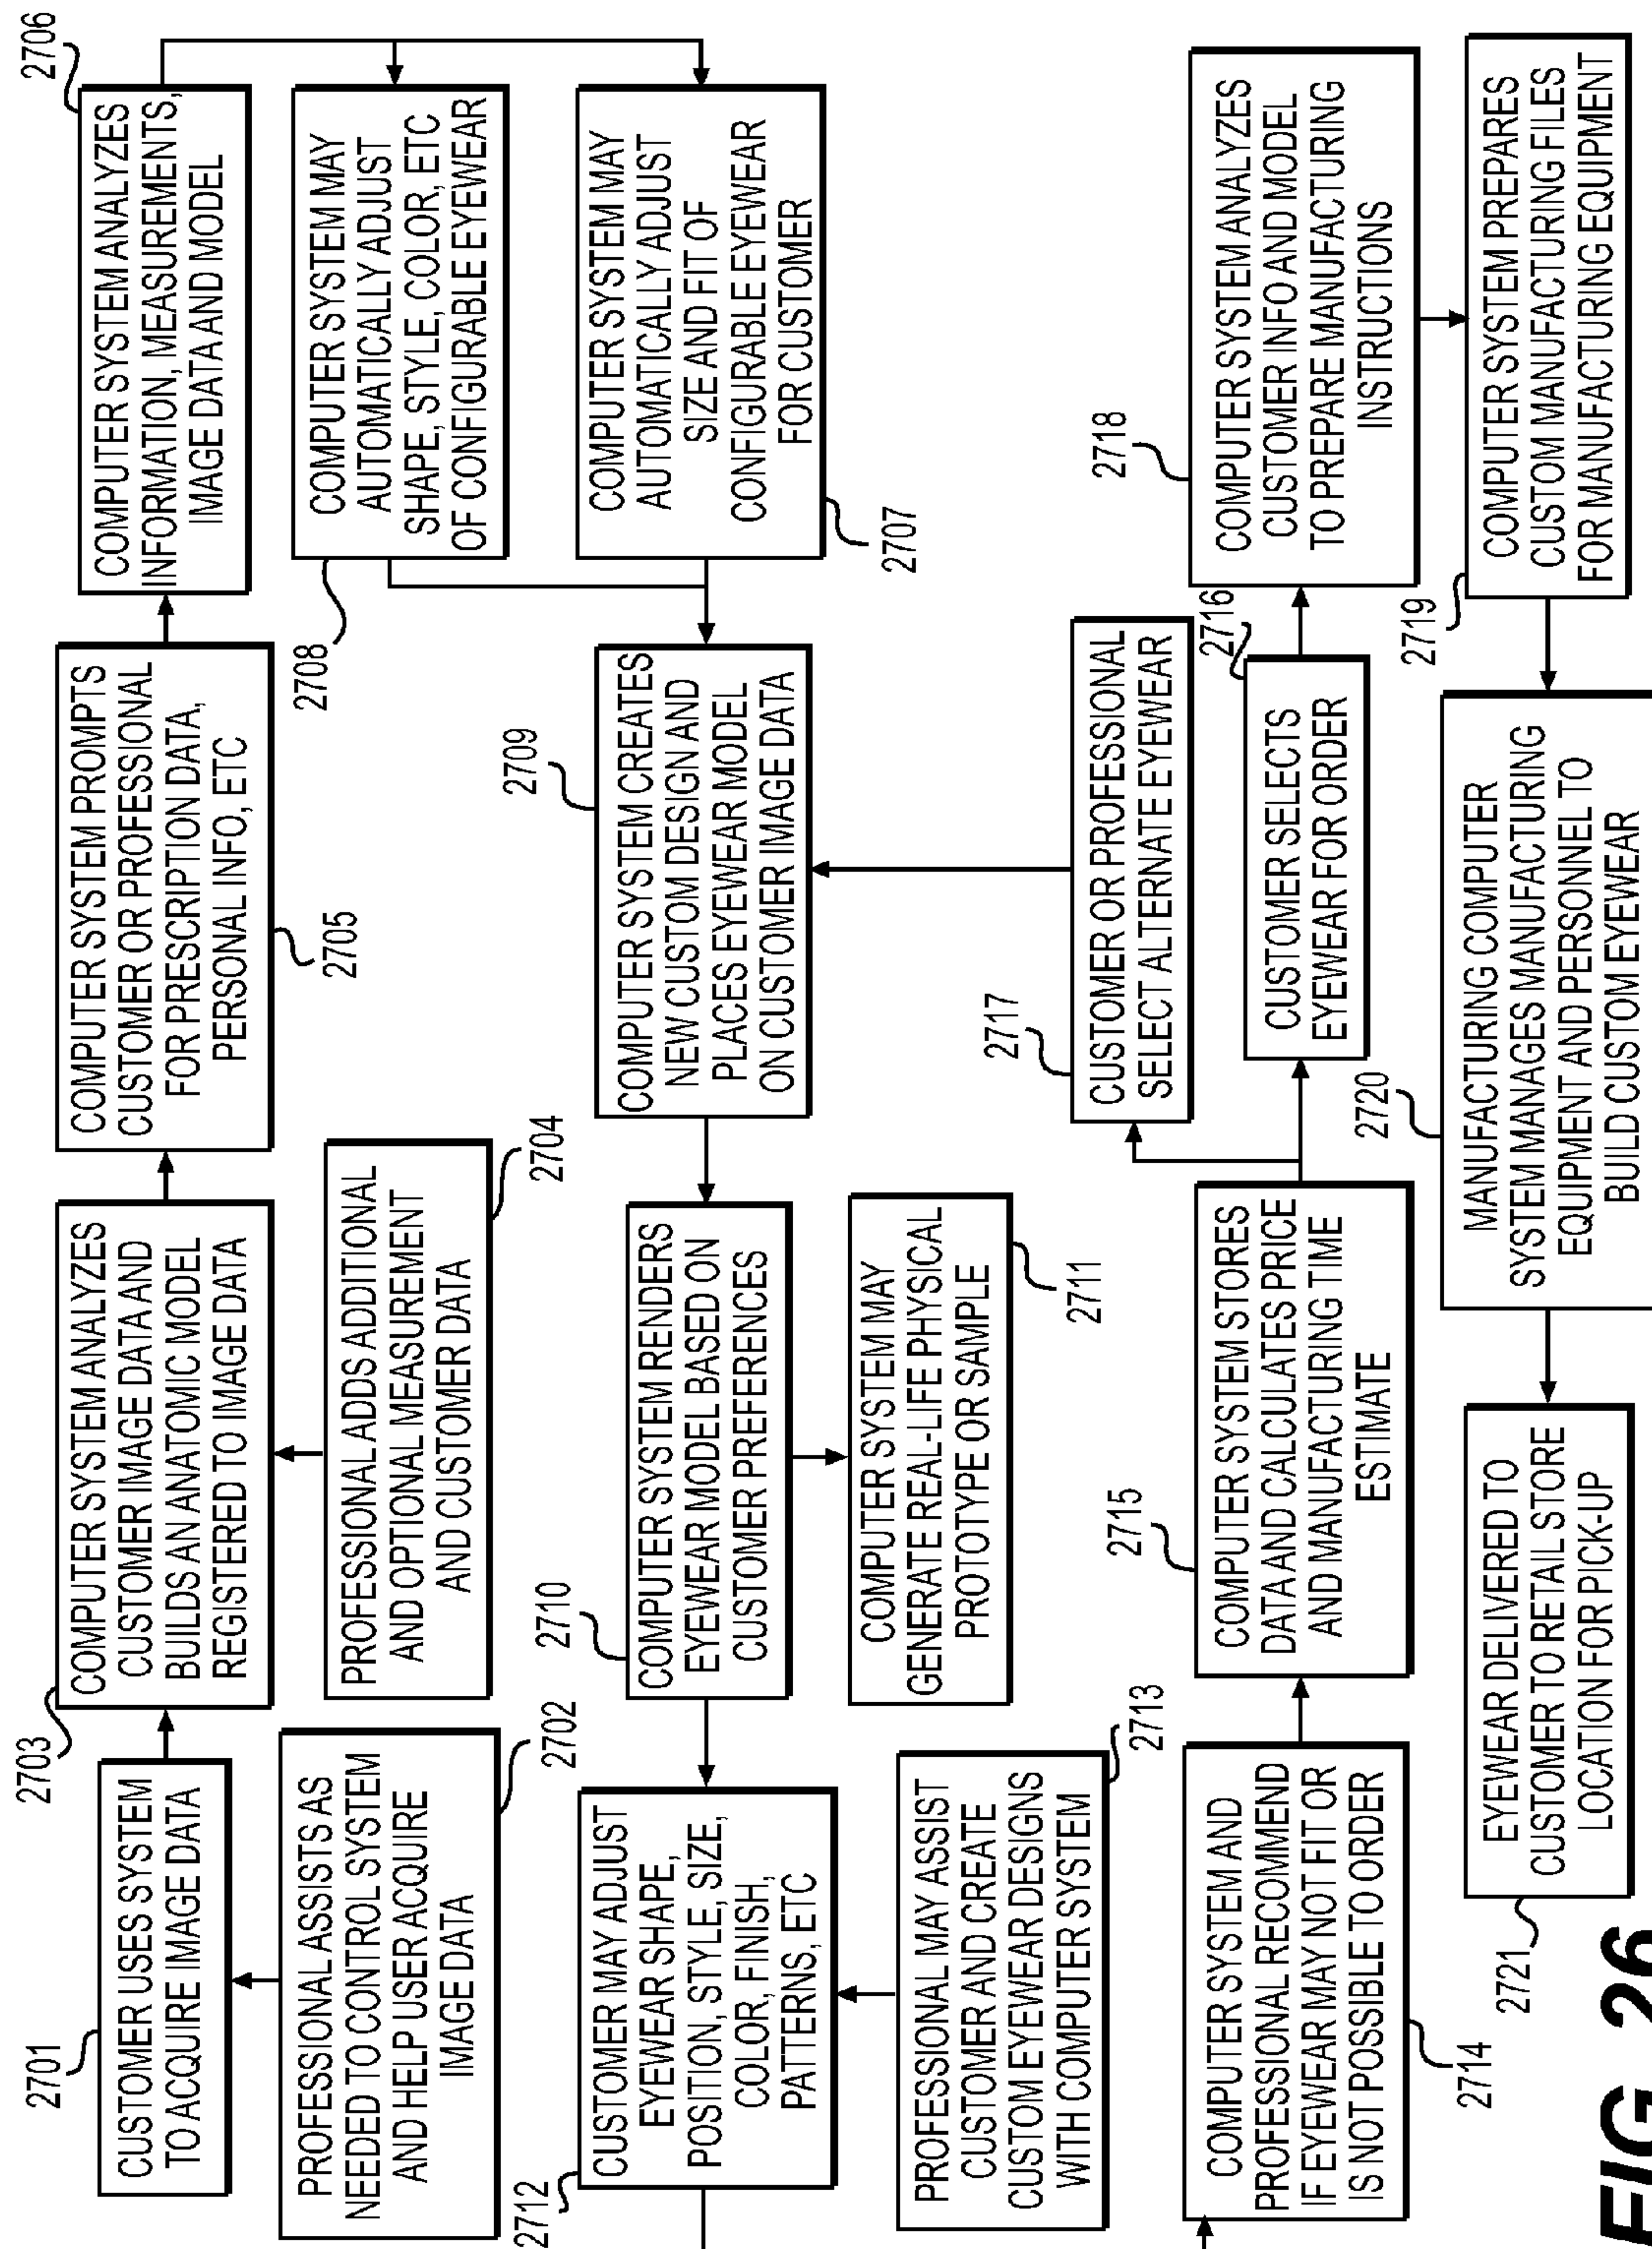 2701
CUSTOMER USES SYSTEM
TO ACQUIRE IMAGE DATA
PROFESSIONAL ASSISTS AS
NEEDED TO CONTROL SYSTEM
AND HELP USER ACQUIRE
IMAGE DATA
2702
2703
COMPUTER SYSTEM ANALYZES
CUSTOMER IMAGE DATA AND
BUILDS AN ANATOMIC MODEL
REGISTERED TO IMAGE DATA
PROFESSIONAL ADDS ADDITIONAL
AND OPTIONAL MEASUREMENT
AND CUSTOMER DATA
2704
COMPUTER SYSTEM PROMPTS
CUSTOMER OR PROFESSIONAL
FOR PRESCRIPTION DATA,
PERSONAL INFO, ETC
2705
2706
COMPUTER SYSTEM ANALYZES
INFORMATION, MEASUREMENTS,
IMAGE DATA AND MODEL
COMPUTER SYSTEM MAY
AUTOMATICALLY ADJUST
SHAPE, STYLE, COLOR, ETC
OF CONFIGURABLE EYEWEAR
2708
COMPUTER SYSTEM MAY
AUTOMATICALLY ADJUST
SIZE AND FIT OF
CONFIGURABLE EYEWEAR
FOR CUSTOMER
2707
2709
COMPUTER SYSTEM CREATES
NEW CUSTOM DESIGN AND
PLACES EYEWEAR MODEL
ON CUSTOMER IMAGE DATA
2710
COMPUTER SYSTEM RENDERS
EYEWEAR MODEL BASED ON
CUSTOMER PREFERENCES
COMPUTER SYSTEM MAY
GENERATE REAL-LIFE PHYSICAL
PROTOTYPE OR SAMPLE
2711
2712
CUSTOMER MAY ADJUST
EYEWEAR SHAPE,
POSITION, STYLE, SIZE,
COLOR, FINISH,
PATTERNS, ETC
PROFESSIONAL MAY ASSIST
CUSTOMER AND CREATE
CUSTOM EYEWEAR DESIGNS
WITH COMPUTER SYSTEM
2713
COMPUTER SYSTEM AND
PROFESSIONAL RECOMMEND
IF EYEWEAR MAY NOT FIT OR
IS NOT POSSIBLE TO ORDER
2714
2715
COMPUTER SYSTEM STORES
DATA AND CALCULATES PRICE
AND MANUFACTURING TIME
ESTIMATE
2717
CUSTOMER OR PROFESSIONAL
SELECT ALTERNATE EYEWEAR
2716
CUSTOMER SELECTS
EYEWEAR FOR ORDER
2718
COMPUTER SYSTEM ANALYZES
CUSTOMER INFO AND MODEL
TO PREPARE MANUFACTURING
INSTRUCTIONS
2719
COMPUTER SYSTEM PREPARES
CUSTOM MANUFACTURING FILES
FOR MANUFACTURING EQUIPMENT
2720
MANUFACTURING COMPUTER
SYSTEM MANAGES MANUFACTURING
EQUIPMENT AND PERSONNEL TO
BUILD CUSTOM EYEWEAR
EYEWEAR DELIVERED TO
CUSTOMER TO RETAIL STORE
LOCATION FOR PICK-UP
2721
FIG 26